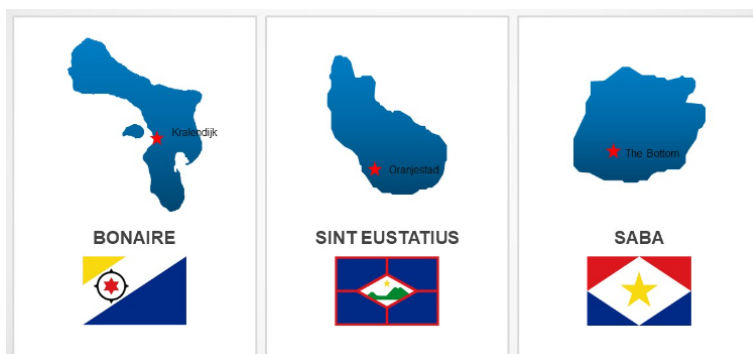 Kralendijk
BONAIRE
Oranjestad
SINT EUSTATIUS
The Bottom
SABA